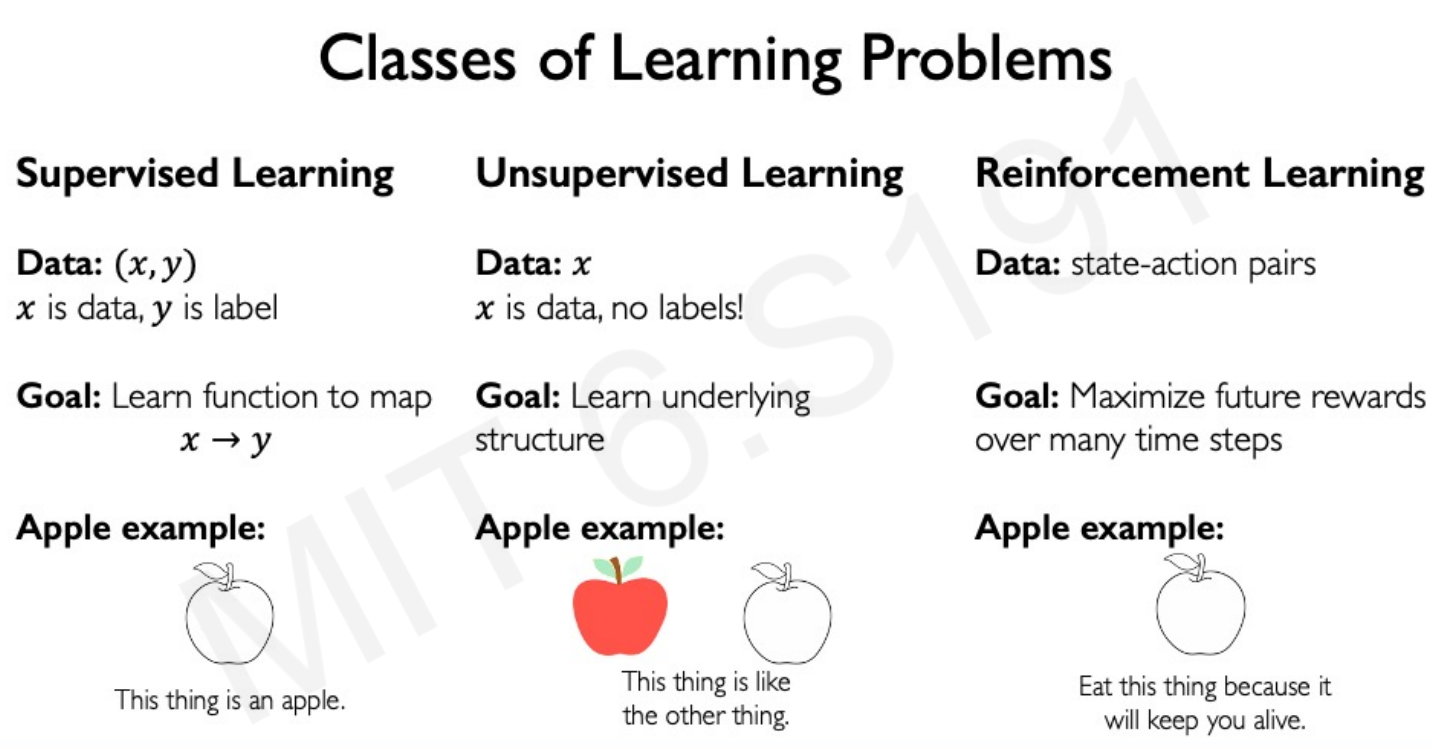 Classes of Learning Problems
Supervised Learning
Data: (x, y)
x is data, y is label
Goal: Learn function to map
x → y
Apple example:
This thing is an apple.
Unsupervised Learning
Data: x
x is data, no labels!
Goal: Learn underlying
structure
Apple example:
This thing is like
the other thing.
Reinforcement Learning
Data: state-action pairs
Goal: Maximize future rewards
over many time steps
Apple example:
Eat this thing because it
will keep you alive.
MIT 6.S191